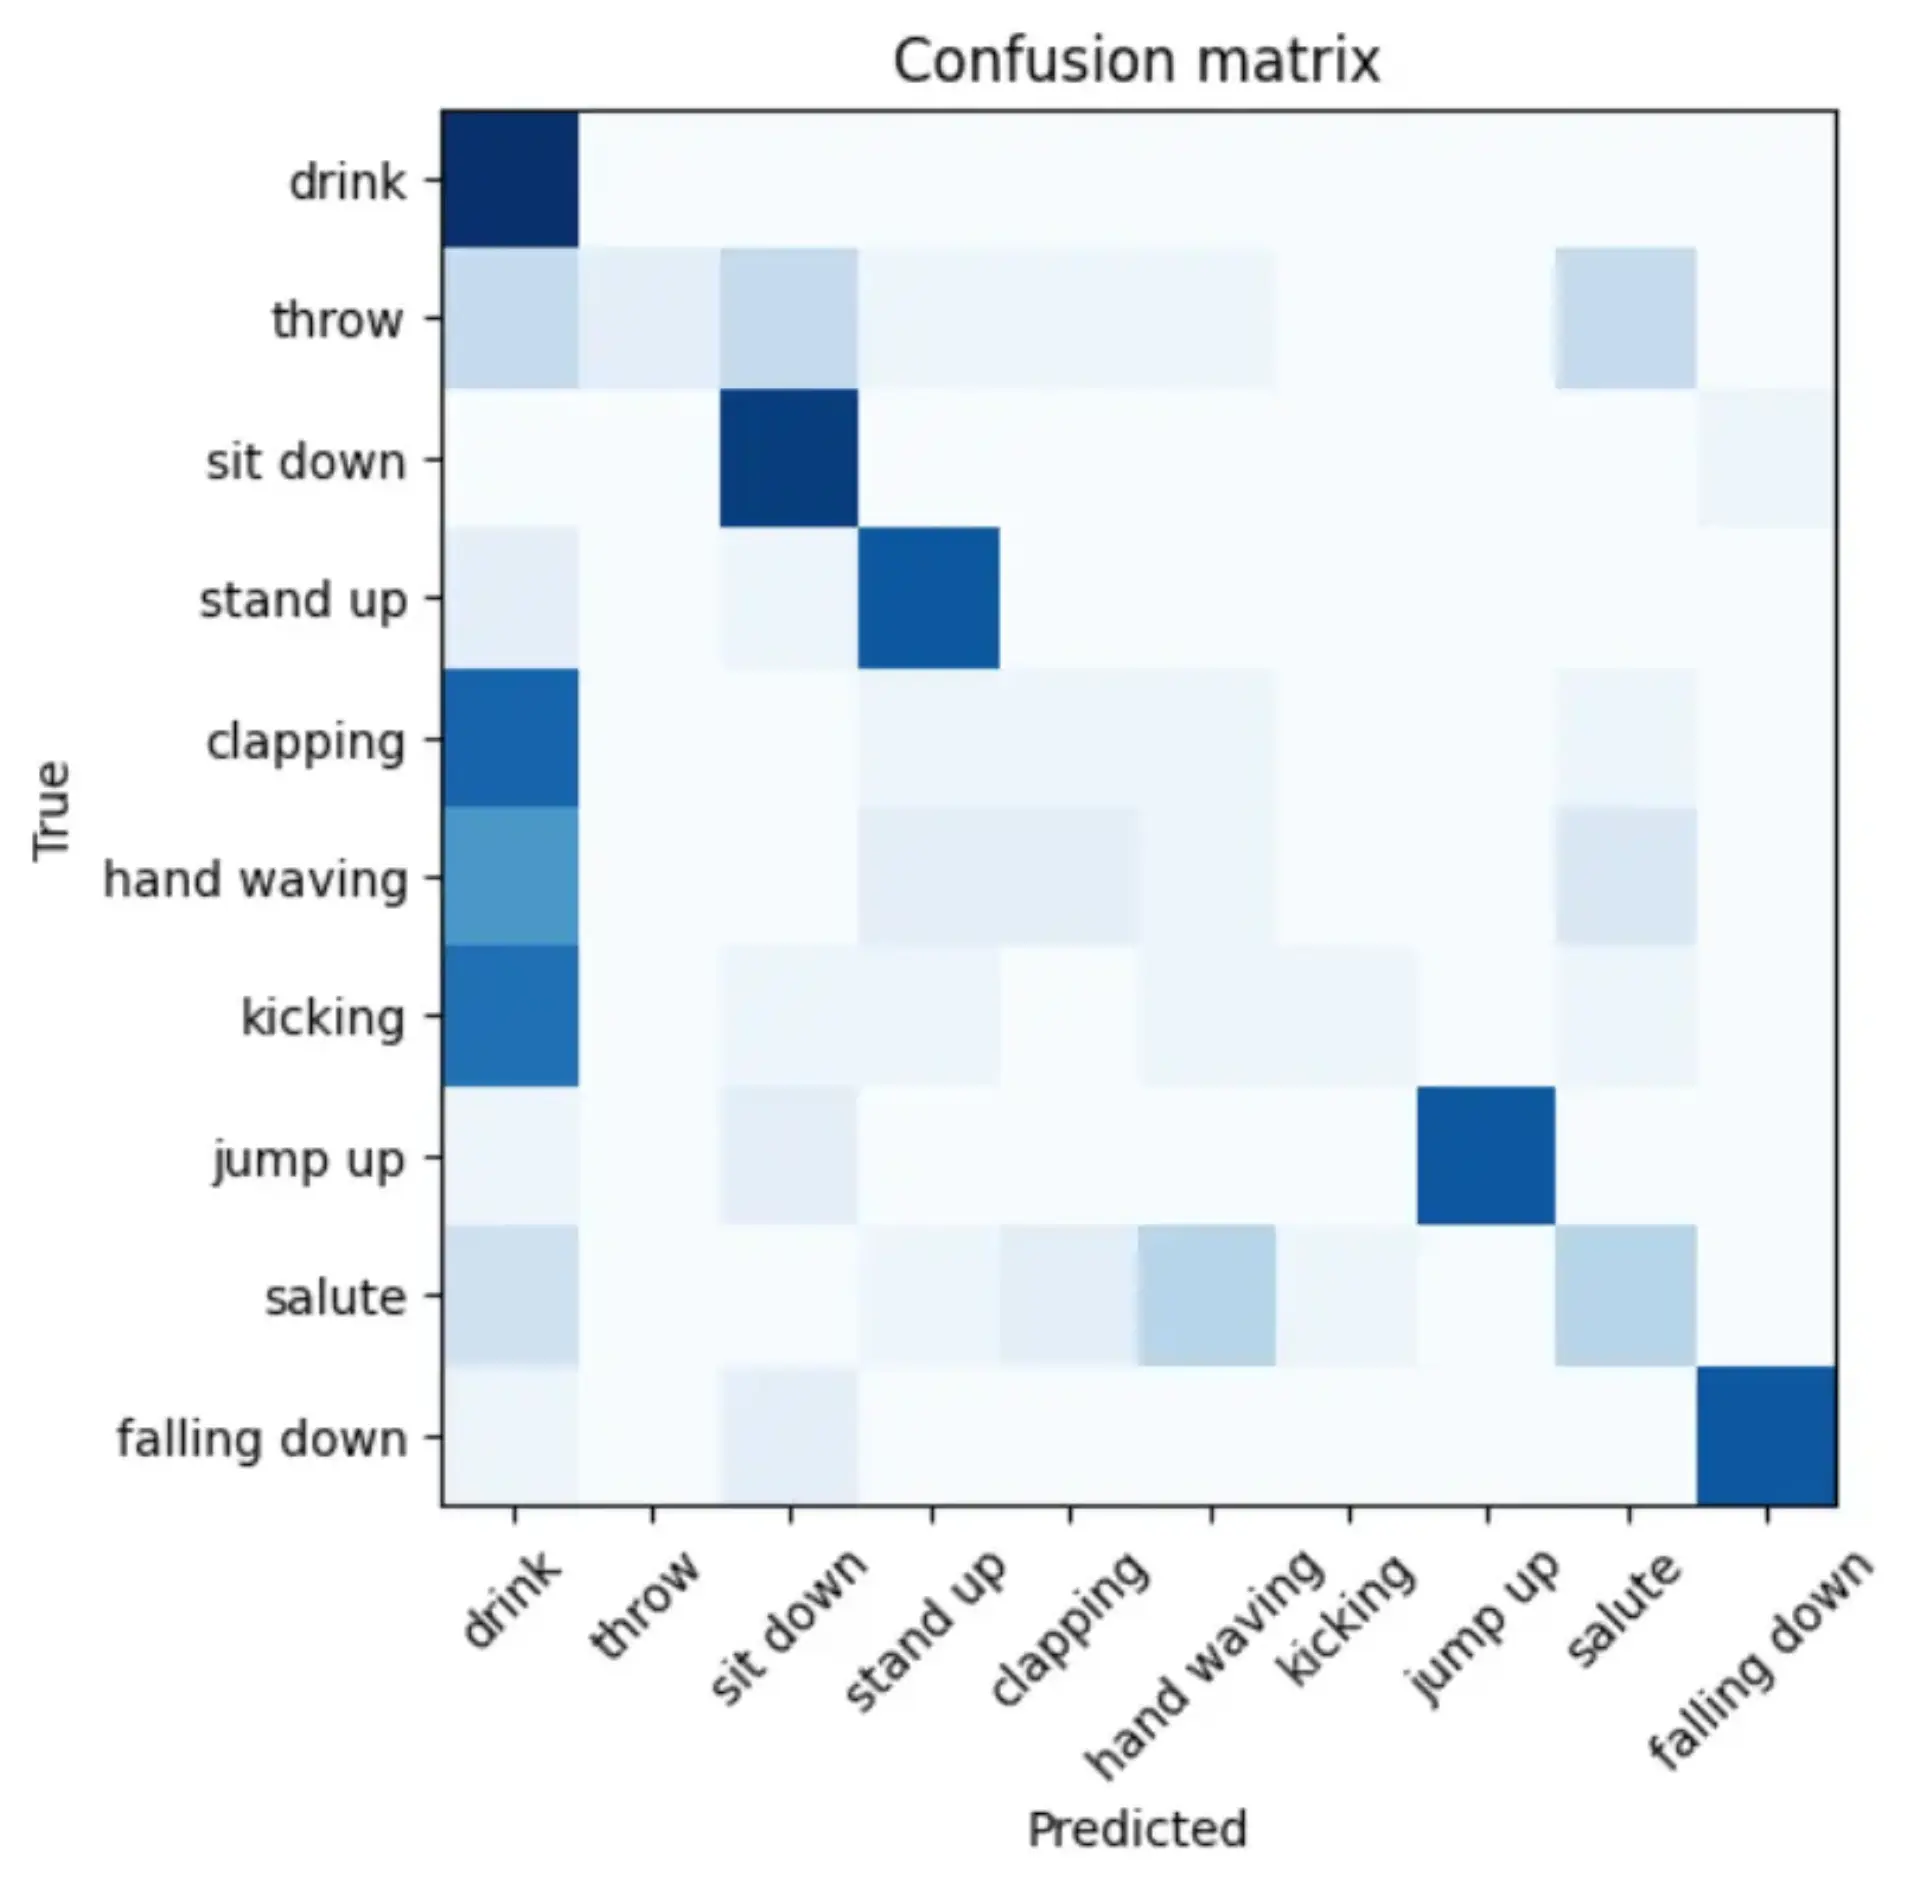 Confusion matrix
drink
throw
sit down
stand up
clapping
hand waving
kicking
jump up
salute
falling down
True
drink
throw
sit down
stand up
clapping
hand waving
kicking
jump up
salute
falling down
Predicted